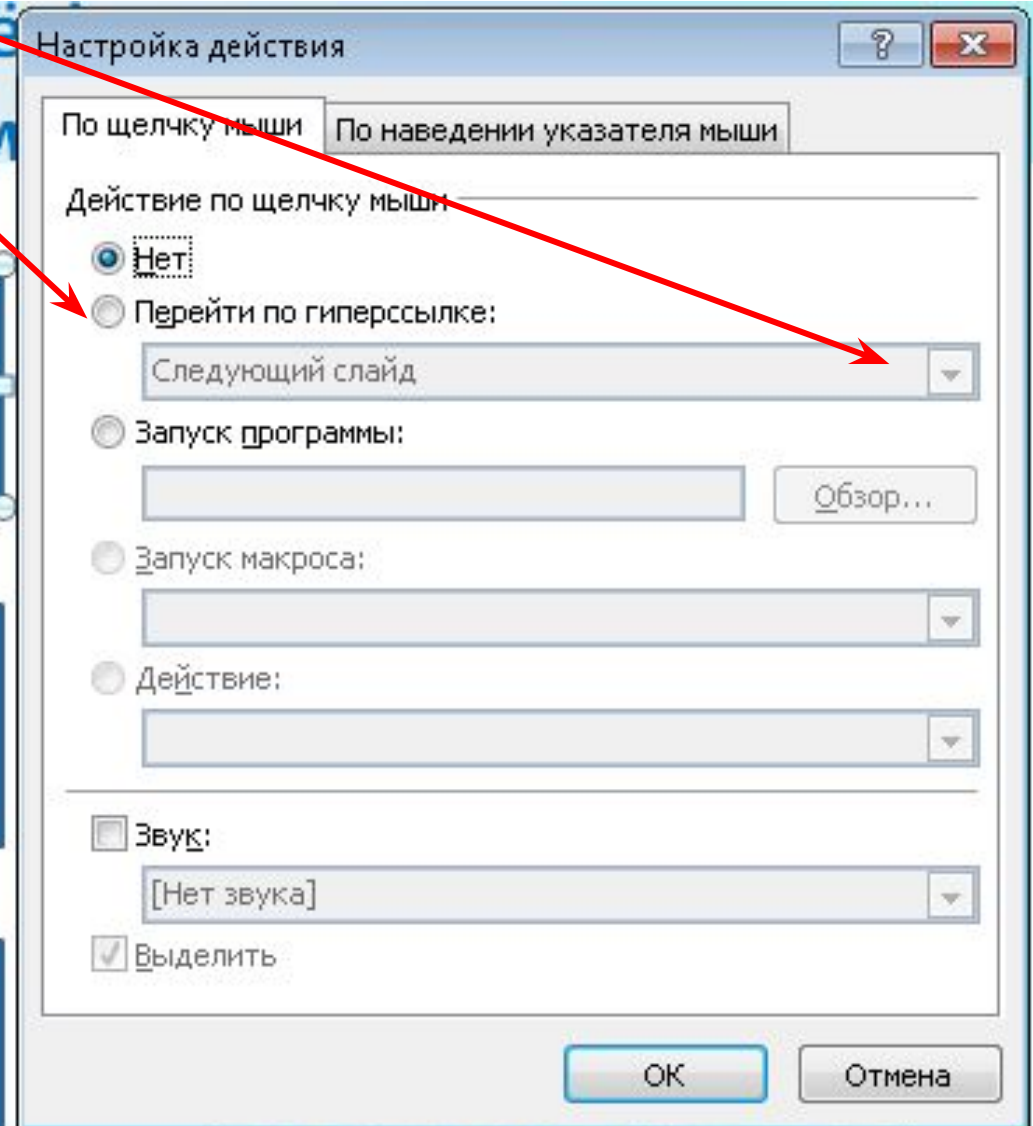 Настройка действия
По щелчку мыши
По наведении указателя мыши
Действие по щелчку мыши
Нет
Перейти по гиперссылке:
Следующий слайд
Запуск программы:
Обзор...
Запуск макроса:
Действие:
Звук:
[Нет звука]
Выделить
ОК
Отмена